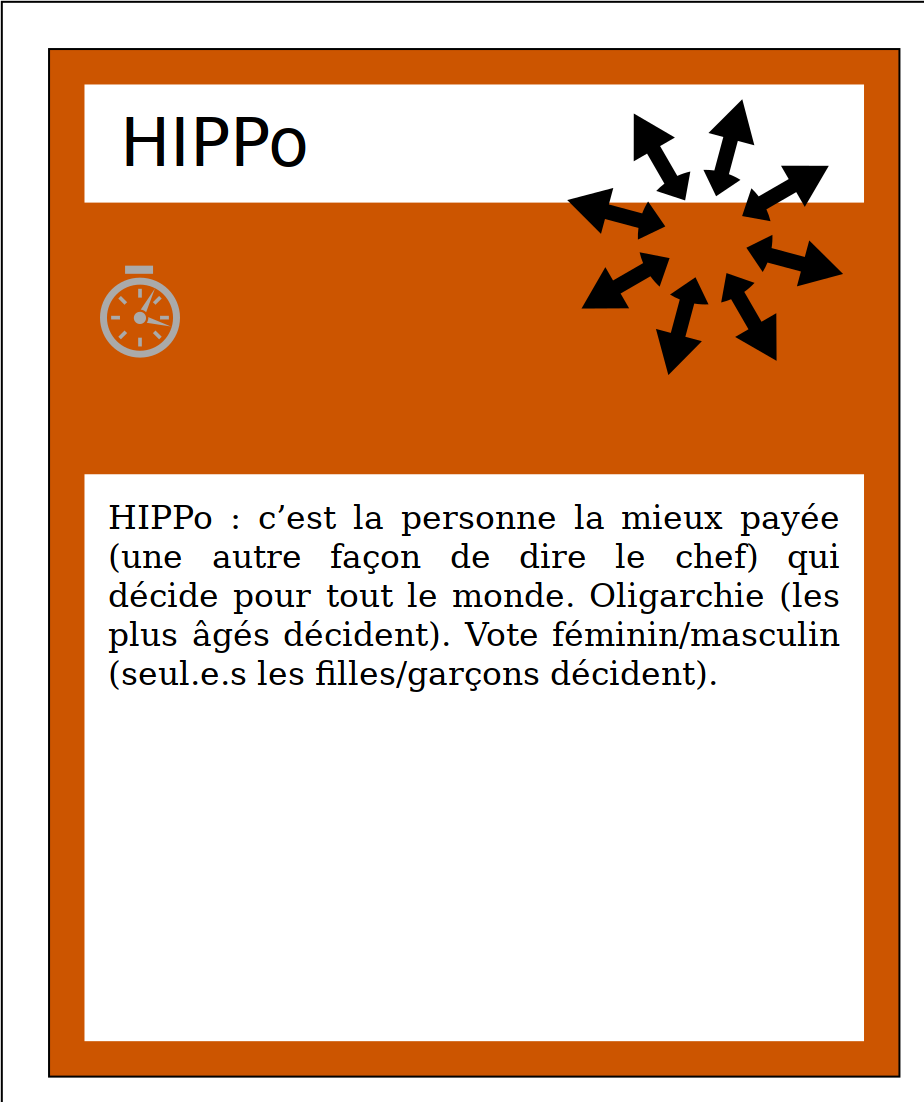 HIPPo
HIPPo : c’est la personne la mieux payée
(une autre façon de dire le chef) qui
décide pour tout le monde. Oligarchie (les
plus âgés décident). Vote féminin/masculin
(seul.e.s les filles/garçons décident).